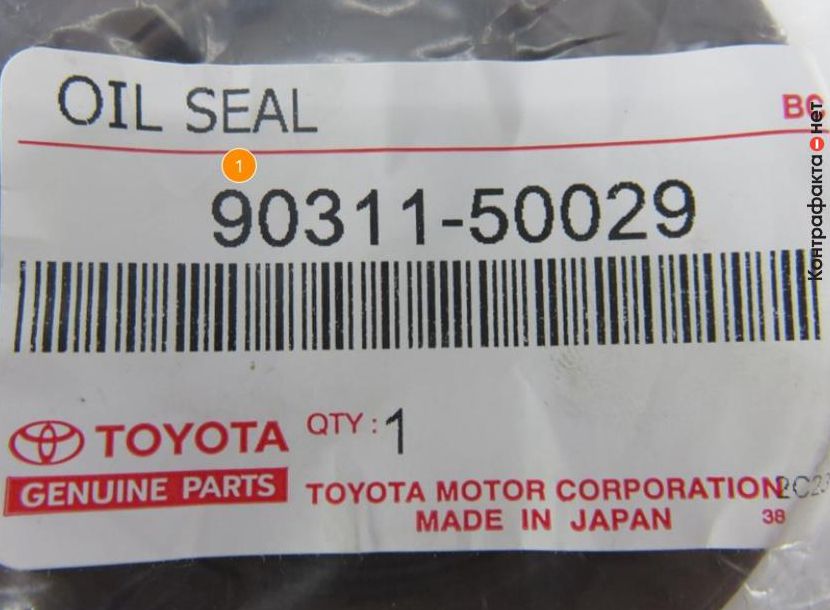 OIL SEAL
1
90311-50029
TOYOTA
GENUINE PARTS
QTY : 1
TOYOTA MOTOR CORPORATION
MADE IN JAPAN
38
Контрафакта нет